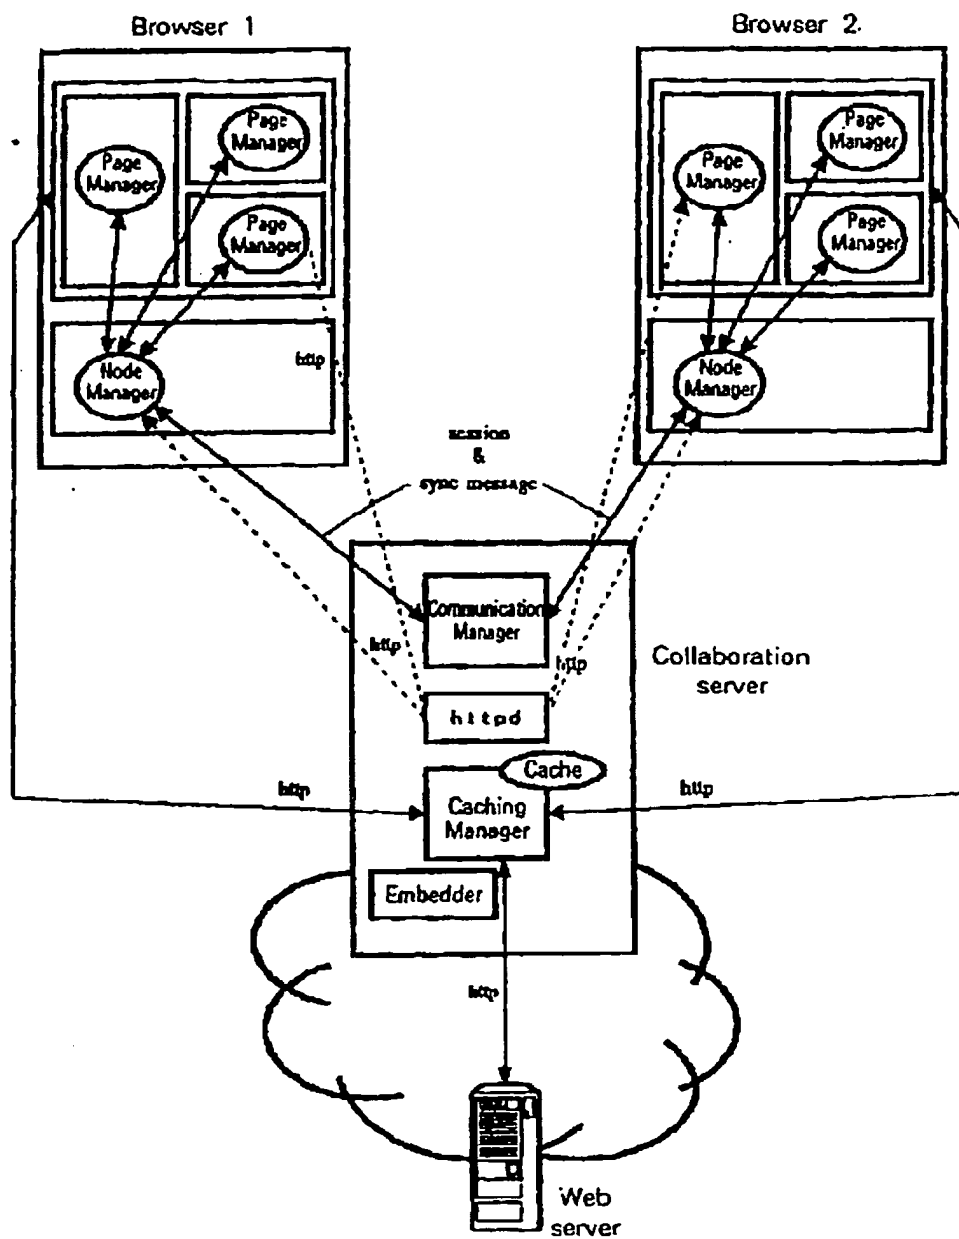 Browser 1
Browser 2
Page
Manager
Page
Manager
Page
Manager
Node
Manager
Page
Manager
Page
Manager
Page
Manager
Node
Manager
http
session
&
sync message
Communication
Manager
http
http
httpd
Collaboration
server
Cache
Caching
Manager
http
http
Embedder
http
Web
server